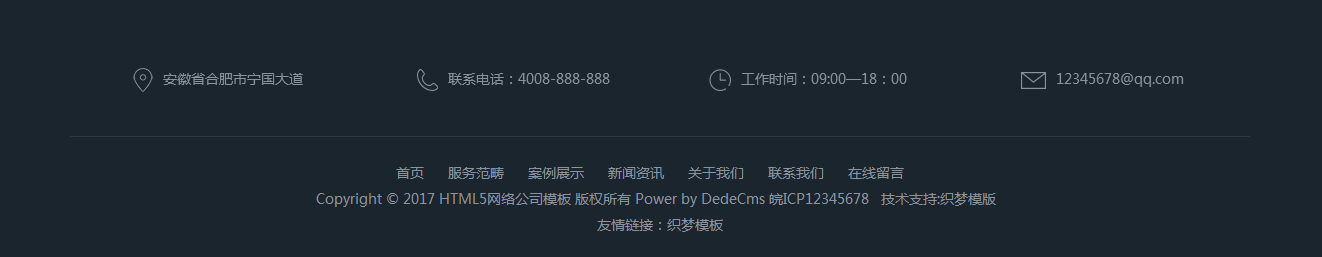 安徽省合肥市宁国大道 联系电话：4008-888-888 工作时间：09:00—18：00 12345678@qq.com
首页 服务范畴 案例展示 新闻资讯 关于我们 联系我们 在线留言
Copyright © 2017 HTML5网络公司模板 版权所有 Power by DedeCms 皖ICP12345678 技术支持:织梦模版
友情链接：织梦模板